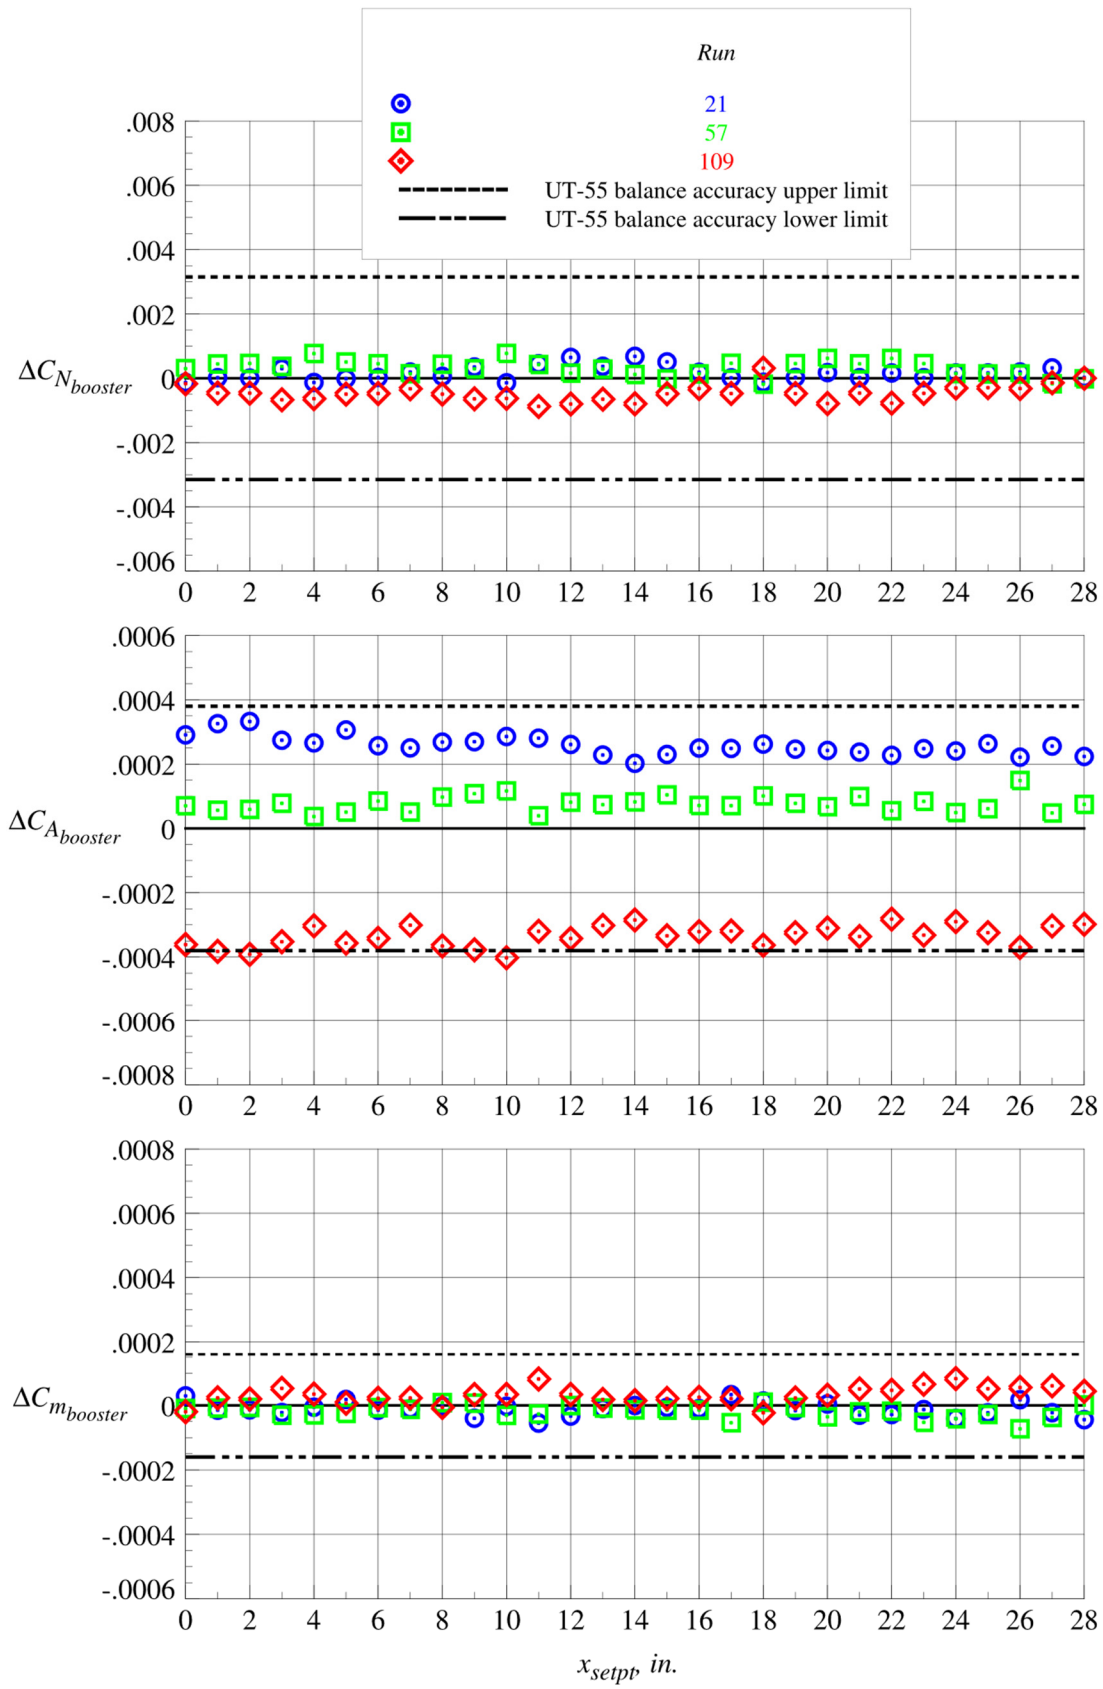 Run
21
57
109
UT-55 balance accuracy upper limit
UT-55 balance accuracy lower limit
.008
.006
.004
.002
0
-.002
-.004
-.006
ΔC_N_booster
0 2 4 6 8 10 12 14 16 18 20 22 24 26 28
.0006
.0004
.0002
0
-.0002
-.0004
-.0006
-.0008
ΔC_A_booster
0 2 4 6 8 10 12 14 16 18 20 22 24 26 28
.0008
.0006
.0004
.0002
0
-.0002
-.0004
-.0006
ΔC_m_booster
0 2 4 6 8 10 12 14 16 18 20 22 24 26 28
x_setpt, in.